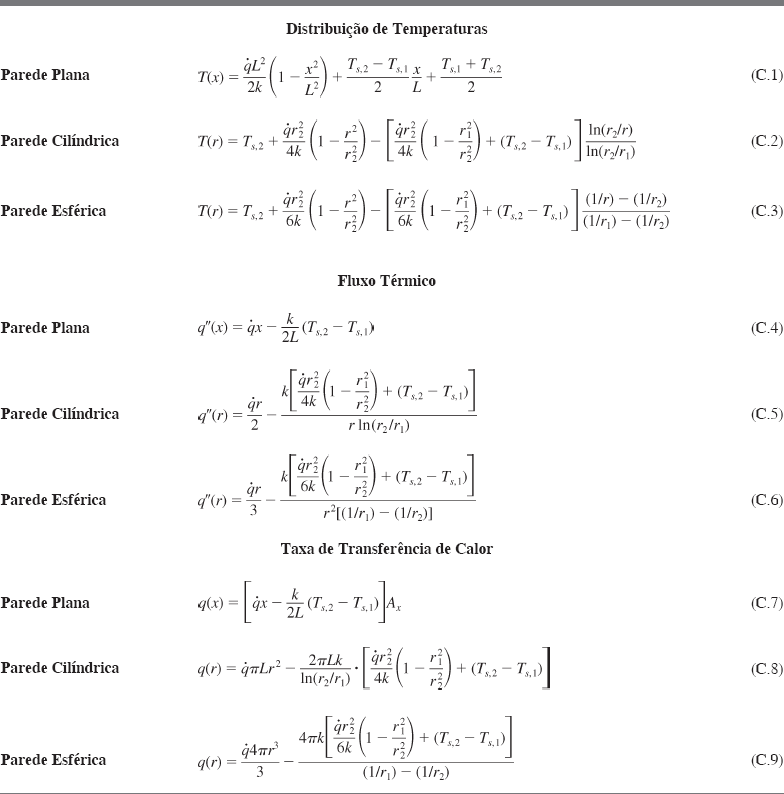 Distribuição de Temperaturas
Parede Plana T(x) = \frac{\dot{q}L^2}{2k}\left(1 - \frac{x^2}{L^2}\right) + \frac{T_{s,2} - T_{s,1}}{2}\frac{x}{L} + \frac{T_{s,1} + T_{s,2}}{2} (C.1)
Parede Cilíndrica T(r) = T_{s,2} + \frac{\dot{q}r_2^2}{4k}\left(1 - \frac{r^2}{r_2^2}\right) - \left[\frac{\dot{q}r_2^2}{4k}\left(1 - \frac{r_1^2}{r_2^2}\right) + (T_{s,2} - T_{s,1})\right]\frac{\ln(r_2/r)}{\ln(r_2/r_1)} (C.2)
Parede Esférica T(r) = T_{s,2} + \frac{\dot{q}r_2^2}{6k}\left(1 - \frac{r^2}{r_2^2}\right) - \left[\frac{\dot{q}r_2^2}{6k}\left(1 - \frac{r_1^2}{r_2^2}\right) + (T_{s,2} - T_{s,1})\right]\frac{(1/r) - (1/r_2)}{(1/r_1) - (1/r_2)} (C.3)
Fluxo Térmico
Parede Plana q''(x) = \dot{q}x - \frac{k}{2L}(T_{s,2} - T_{s,1}) (C.4)
Parede Cilíndrica q''(r) = \frac{\dot{q}r}{2} - \frac{k\left[\frac{\dot{q}r_2^2}{4k}\left(1 - \frac{r_1^2}{r_2^2}\right) + (T_{s,2} - T_{s,1})\right]}{r \ln(r_2/r_1)} (C.5)
Parede Esférica q''(r) = \frac{\dot{q}r}{3} - \frac{k\left[\frac{\dot{q}r_2^2}{6k}\left(1 - \frac{r_1^2}{r_2^2}\right) + (T_{s,2} - T_{s,1})\right]}{r^2[(1/r_1) - (1/r_2)]} (C.6)
Taxa de Transferência de Calor
Parede Plana q(x) = \left[\dot{q}x - \frac{k}{2L}(T_{s,2} - T_{s,1})\right]A_x (C.7)
Parede Cilíndrica q(r) = \dot{q}\pi Lr^2 - \frac{2\pi Lk}{\ln(r_2/r_1)} \cdot \left[\frac{\dot{q}r_2^2}{4k}\left(1 - \frac{r_1^2}{r_2^2}\right) + (T_{s,2} - T_{s,1})\right] (C.8)
Parede Esférica q(r) = \frac{\dot{q}4\pi r^3}{3} - \frac{4\pi k\left[\frac{\dot{q}r_2^2}{6k}\left(1 - \frac{r_1^2}{r_2^2}\right) + (T_{s,2} - T_{s,1})\right]}{(1/r_1) - (1/r_2)} (C.9)